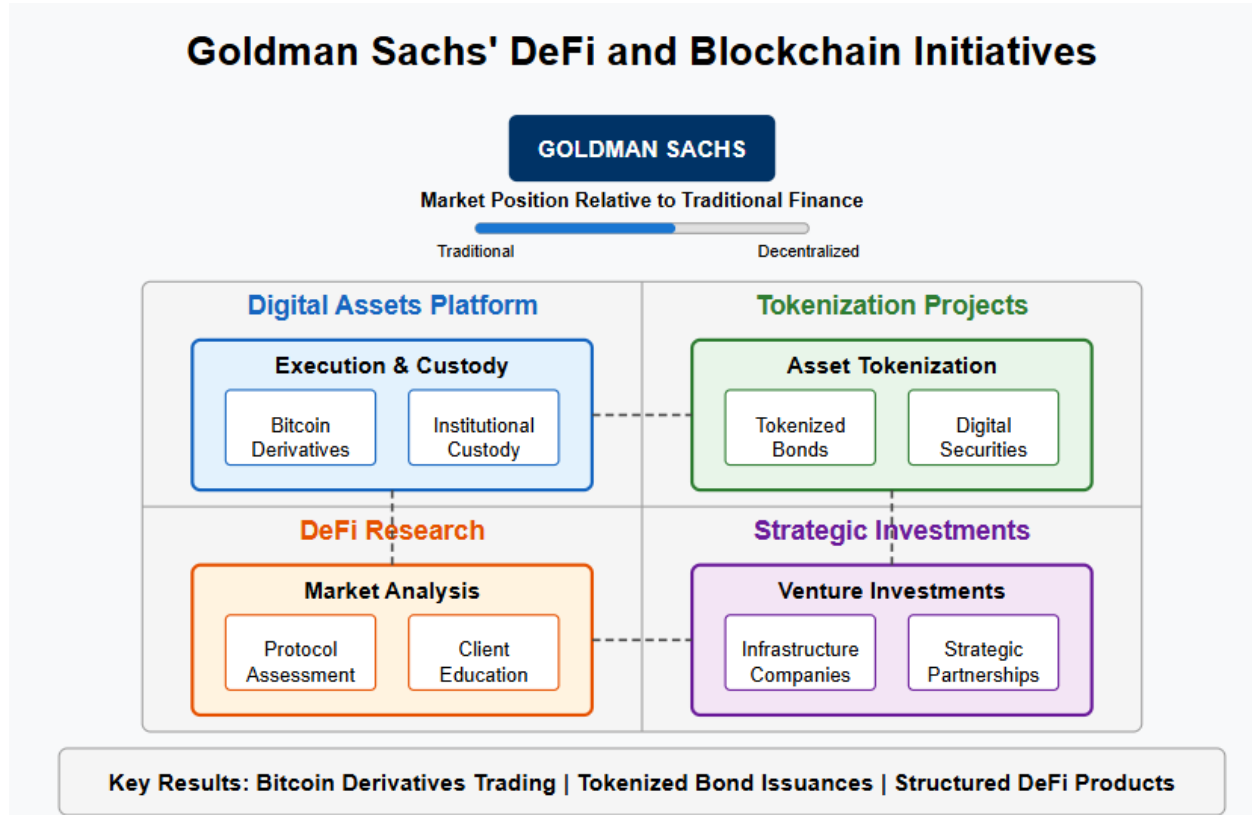 Goldman Sachs' DeFi and Blockchain Initiatives
GOLDMAN SACHS
Market Position Relative to Traditional Finance
Traditional
Decentralized
Digital Assets Platform
Execution & Custody
Bitcoin
Derivatives
Institutional
Custody
Tokenization Projects
Asset Tokenization
Tokenized
Bonds
Digital
Securities
DeFi Research
Market Analysis
Protocol
Assessment
Client
Education
Strategic Investments
Venture Investments
Infrastructure
Companies
Strategic
Partnerships
Key Results: Bitcoin Derivatives Trading | Tokenized Bond Issuances | Structured DeFi Products